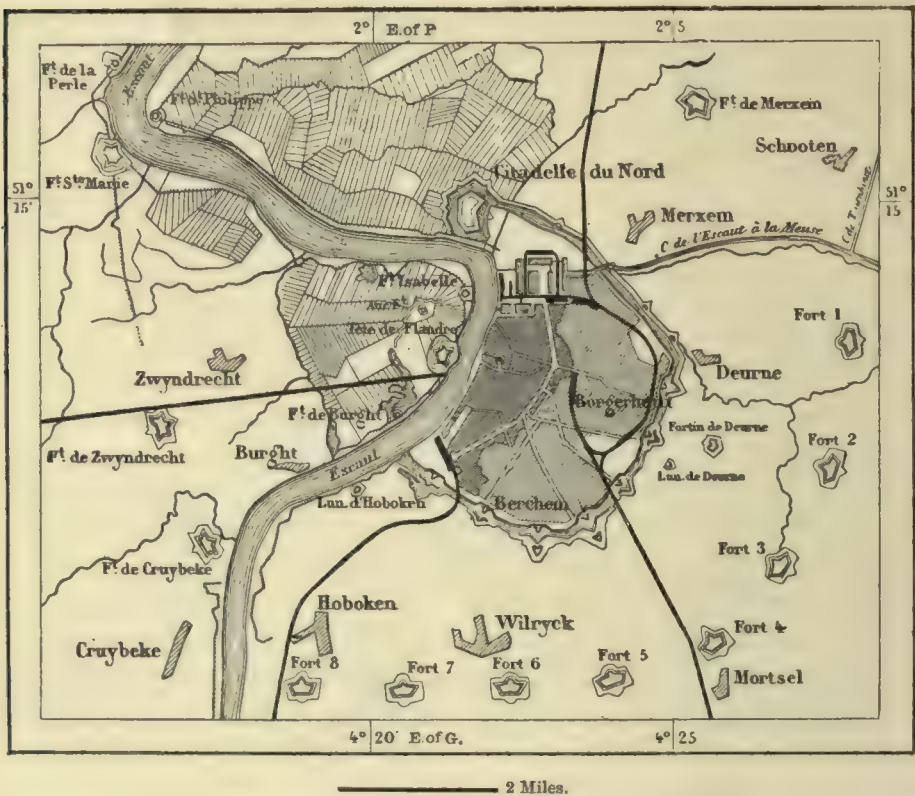 2° E. of P
2° 5
Ft. de la
Perle
Escaut
Ft. St. Philippe
Ft. de Merxem
Schooten
Ft. Ste. Marie
51°
15'
Citadelle du Nord
51°
15
Merxem
C. de l'Escaut à la Meuse
Ft. Isabelle
Tête de Flandre
Fort 1
Zwyndrecht
Deurne
Borgerhout
Ft. de Burght
Fortin de Deurne
Ft. de Zwyndrecht
Burght
Escaut
Lun. de Deurne
Fort 2
Lun. d'Hoboken
Berchem
Fort 3
Ft. de Cruybeke
Hoboken
Wilryck
Fort 4
Cruybeke
Fort 8
Fort 7
Fort 6
Fort 5
Mortsel
4° 20' E. of G.
4° 25
2 Miles.